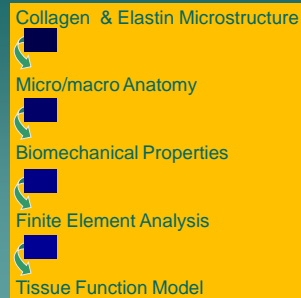 Collagen & Elastin Microstructure
Micro/macro Anatomy
Biomechanical Properties
Finite Element Analysis
Tissue Function Model